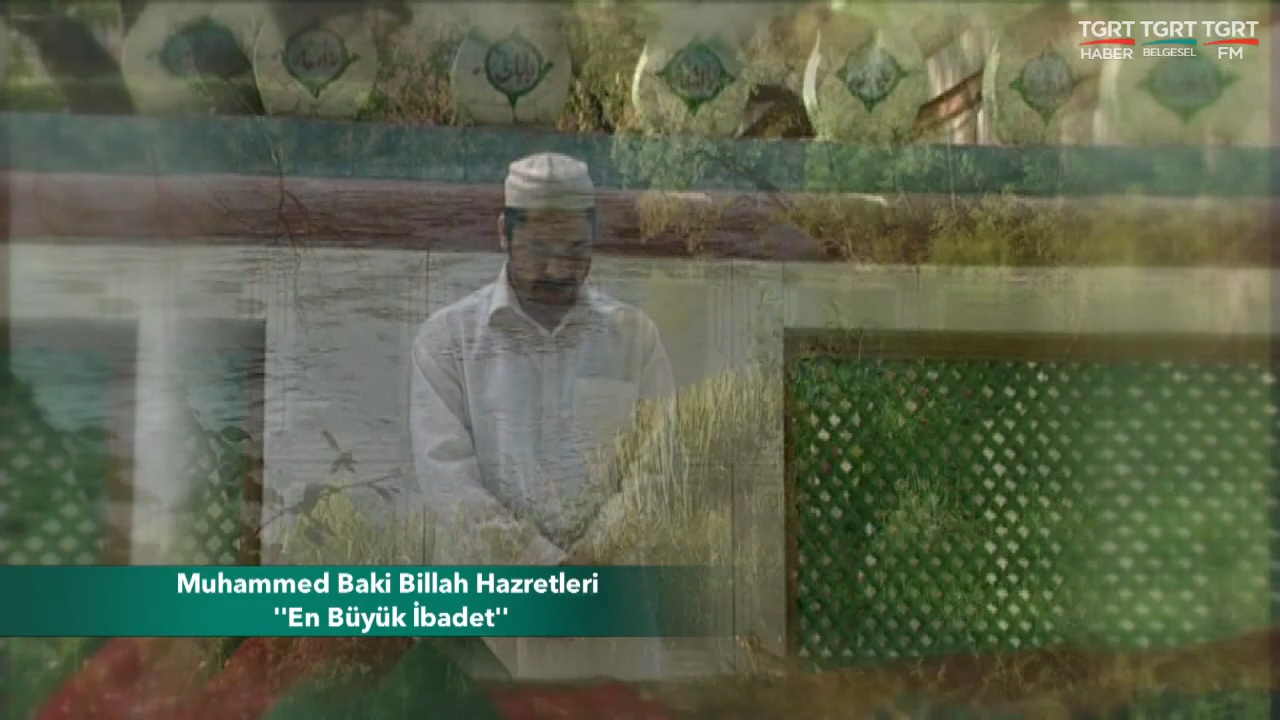 TGRT TGRT TGRT
HABER BELGESEL FM
Muhammed Baki Billah Hazretleri
''En Büyük İbadet''